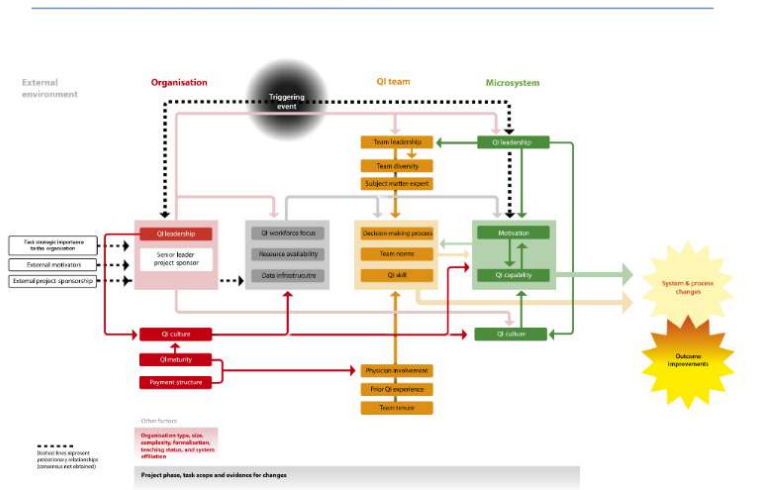 External
environment
Organisation
QI team
Microsystem
Triggering
event
Team leadership
QI leadership
Team diversity
Subject matter expert
QI leadership
Senior leader
project sponsor
QI workforce focus
Resource availability
Data infrastrucutre
Decision-making process
Team norms
QI skill
Motivation
QI capability
Task strategic importance
to the organisation
External motivators
External project sponsorship
System & process
changes
QI culture
QI culture
QI maturity
Payment structure
Physician involvement
Prior QI experience
Team tenure
Outcome
improvements
Other factors
Organisation type, size,
complexity, formalisation,
teaching status, and system
affiliation
Dashed lines represent
precautionary relationships
(consensus not obtained)
Project phase, task scope and evidence for changes